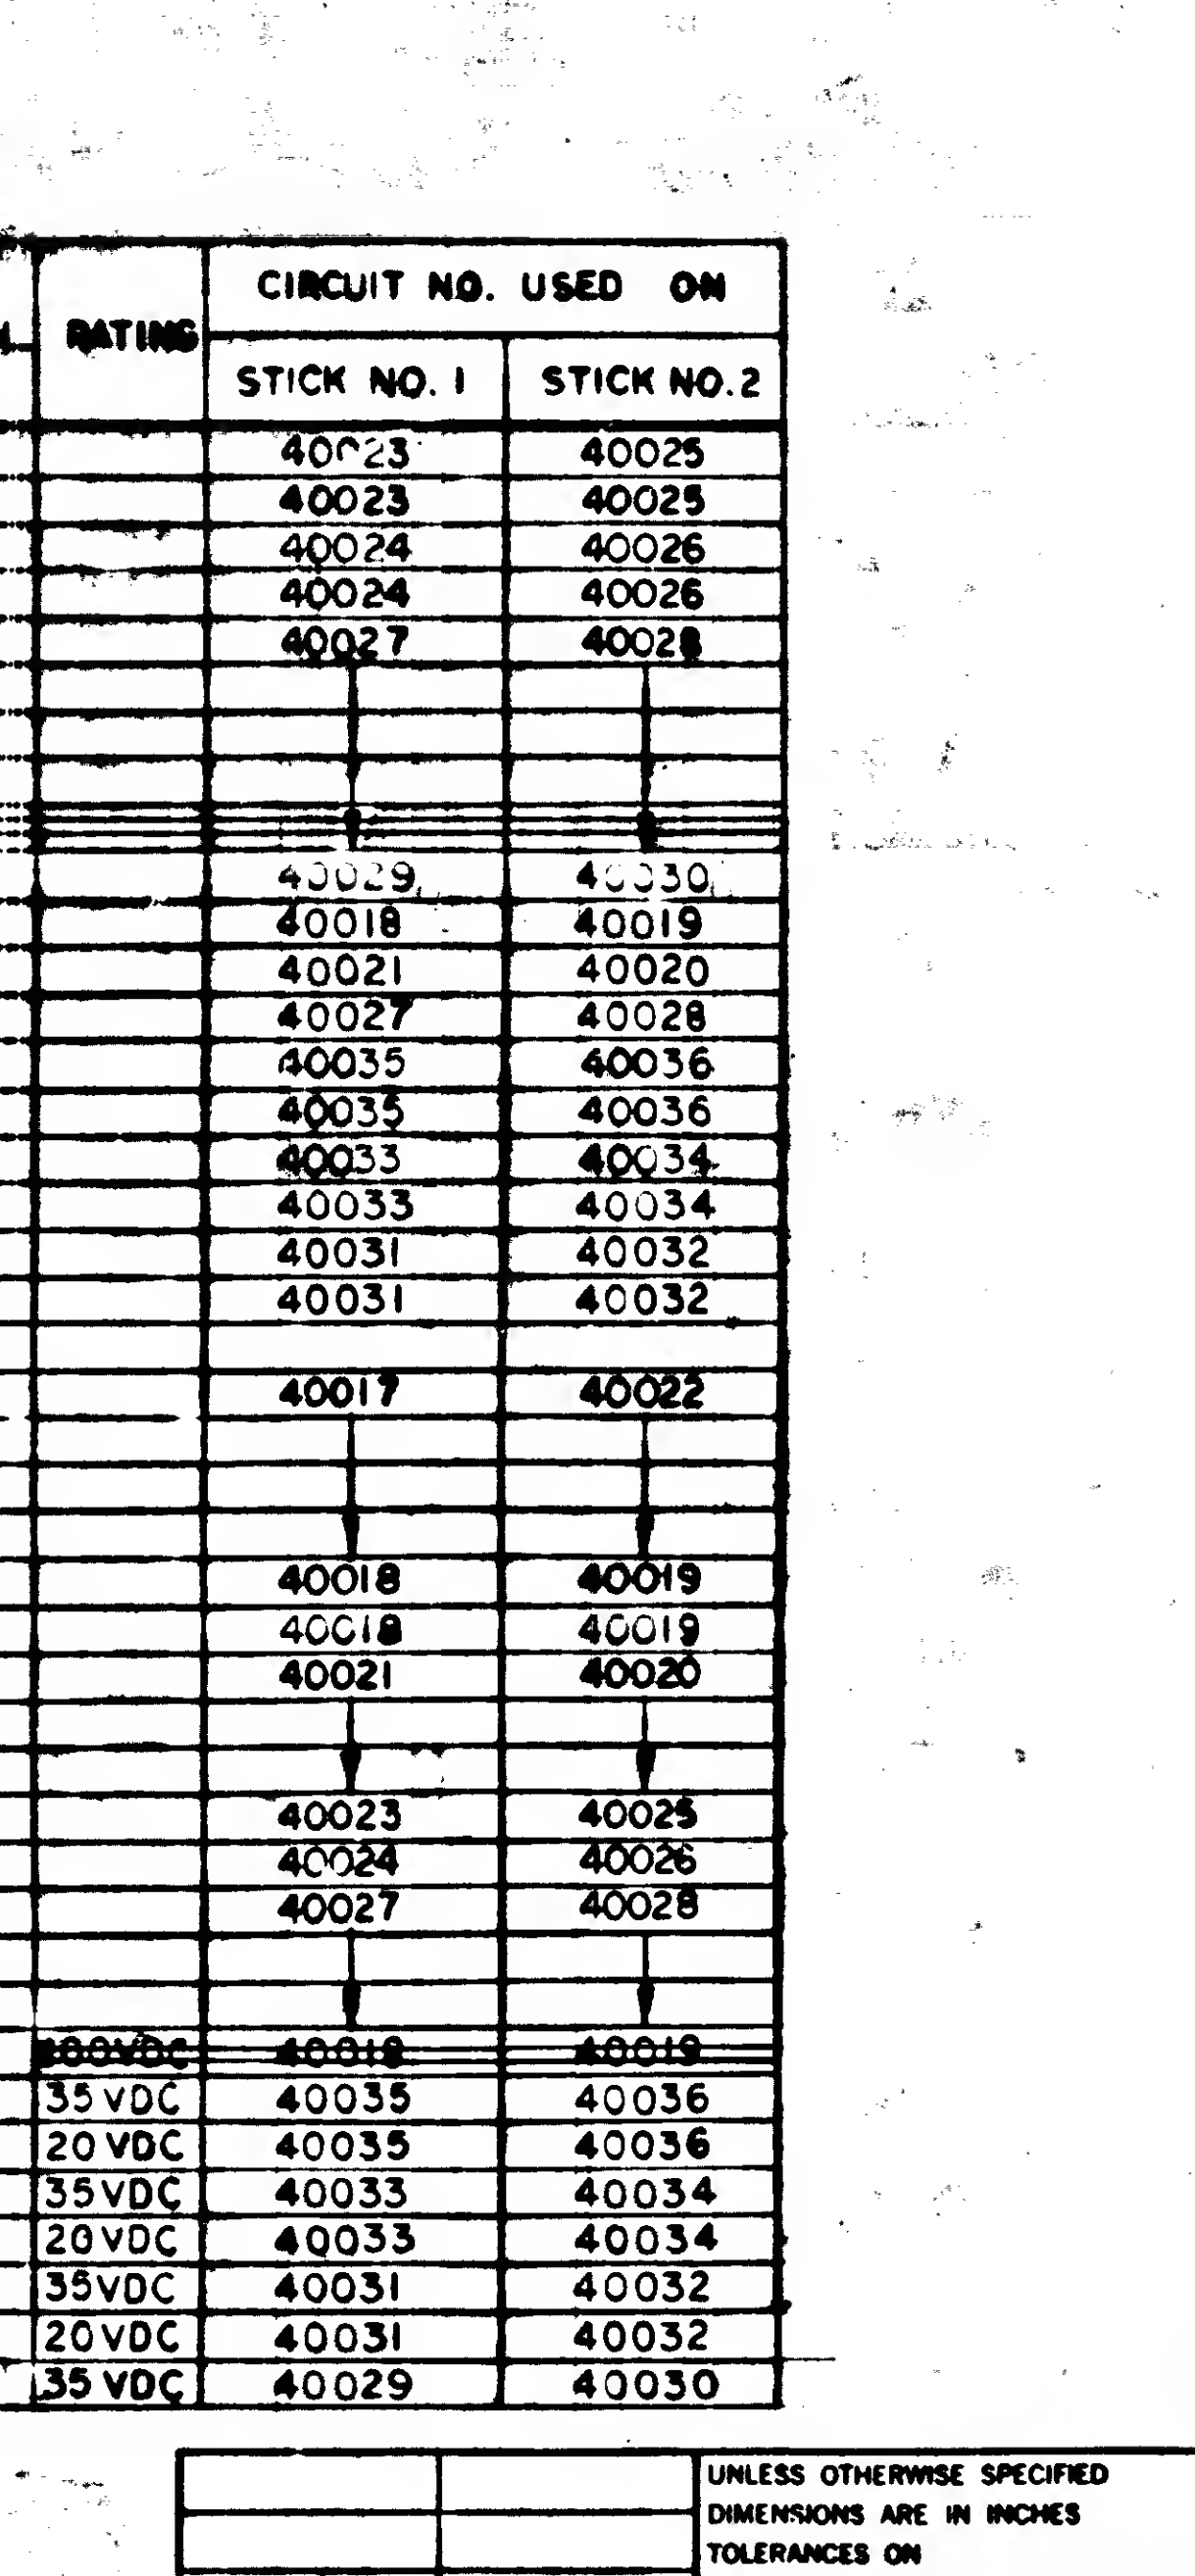 CIRCUIT NO. USED ON
RATING
STICK NO. 1 STICK NO. 2
40023 40025
40023 40025
40024 40026
40024 40026
40027 40028
40029 40030
40018 40019
40021 40020
40027 40028
40035 40036
40035 40036
40033 40034
40033 40034
40031 40032
40031 40032
40017 40022
40018 40019
40018 40019
40021 40020
40023 40025
40024 40026
40027 40028
40018 40019
35 VDC 40035 40036
20 VDC 40035 40036
35 VDC 40033 40034
20 VDC 40033 40034
35 VDC 40031 40032
20 VDC 40031 40032
35 VDC 40029 40030
UNLESS OTHERWISE SPECIFIED
DIMENSIONS ARE IN INCHES
TOLERANCES ON